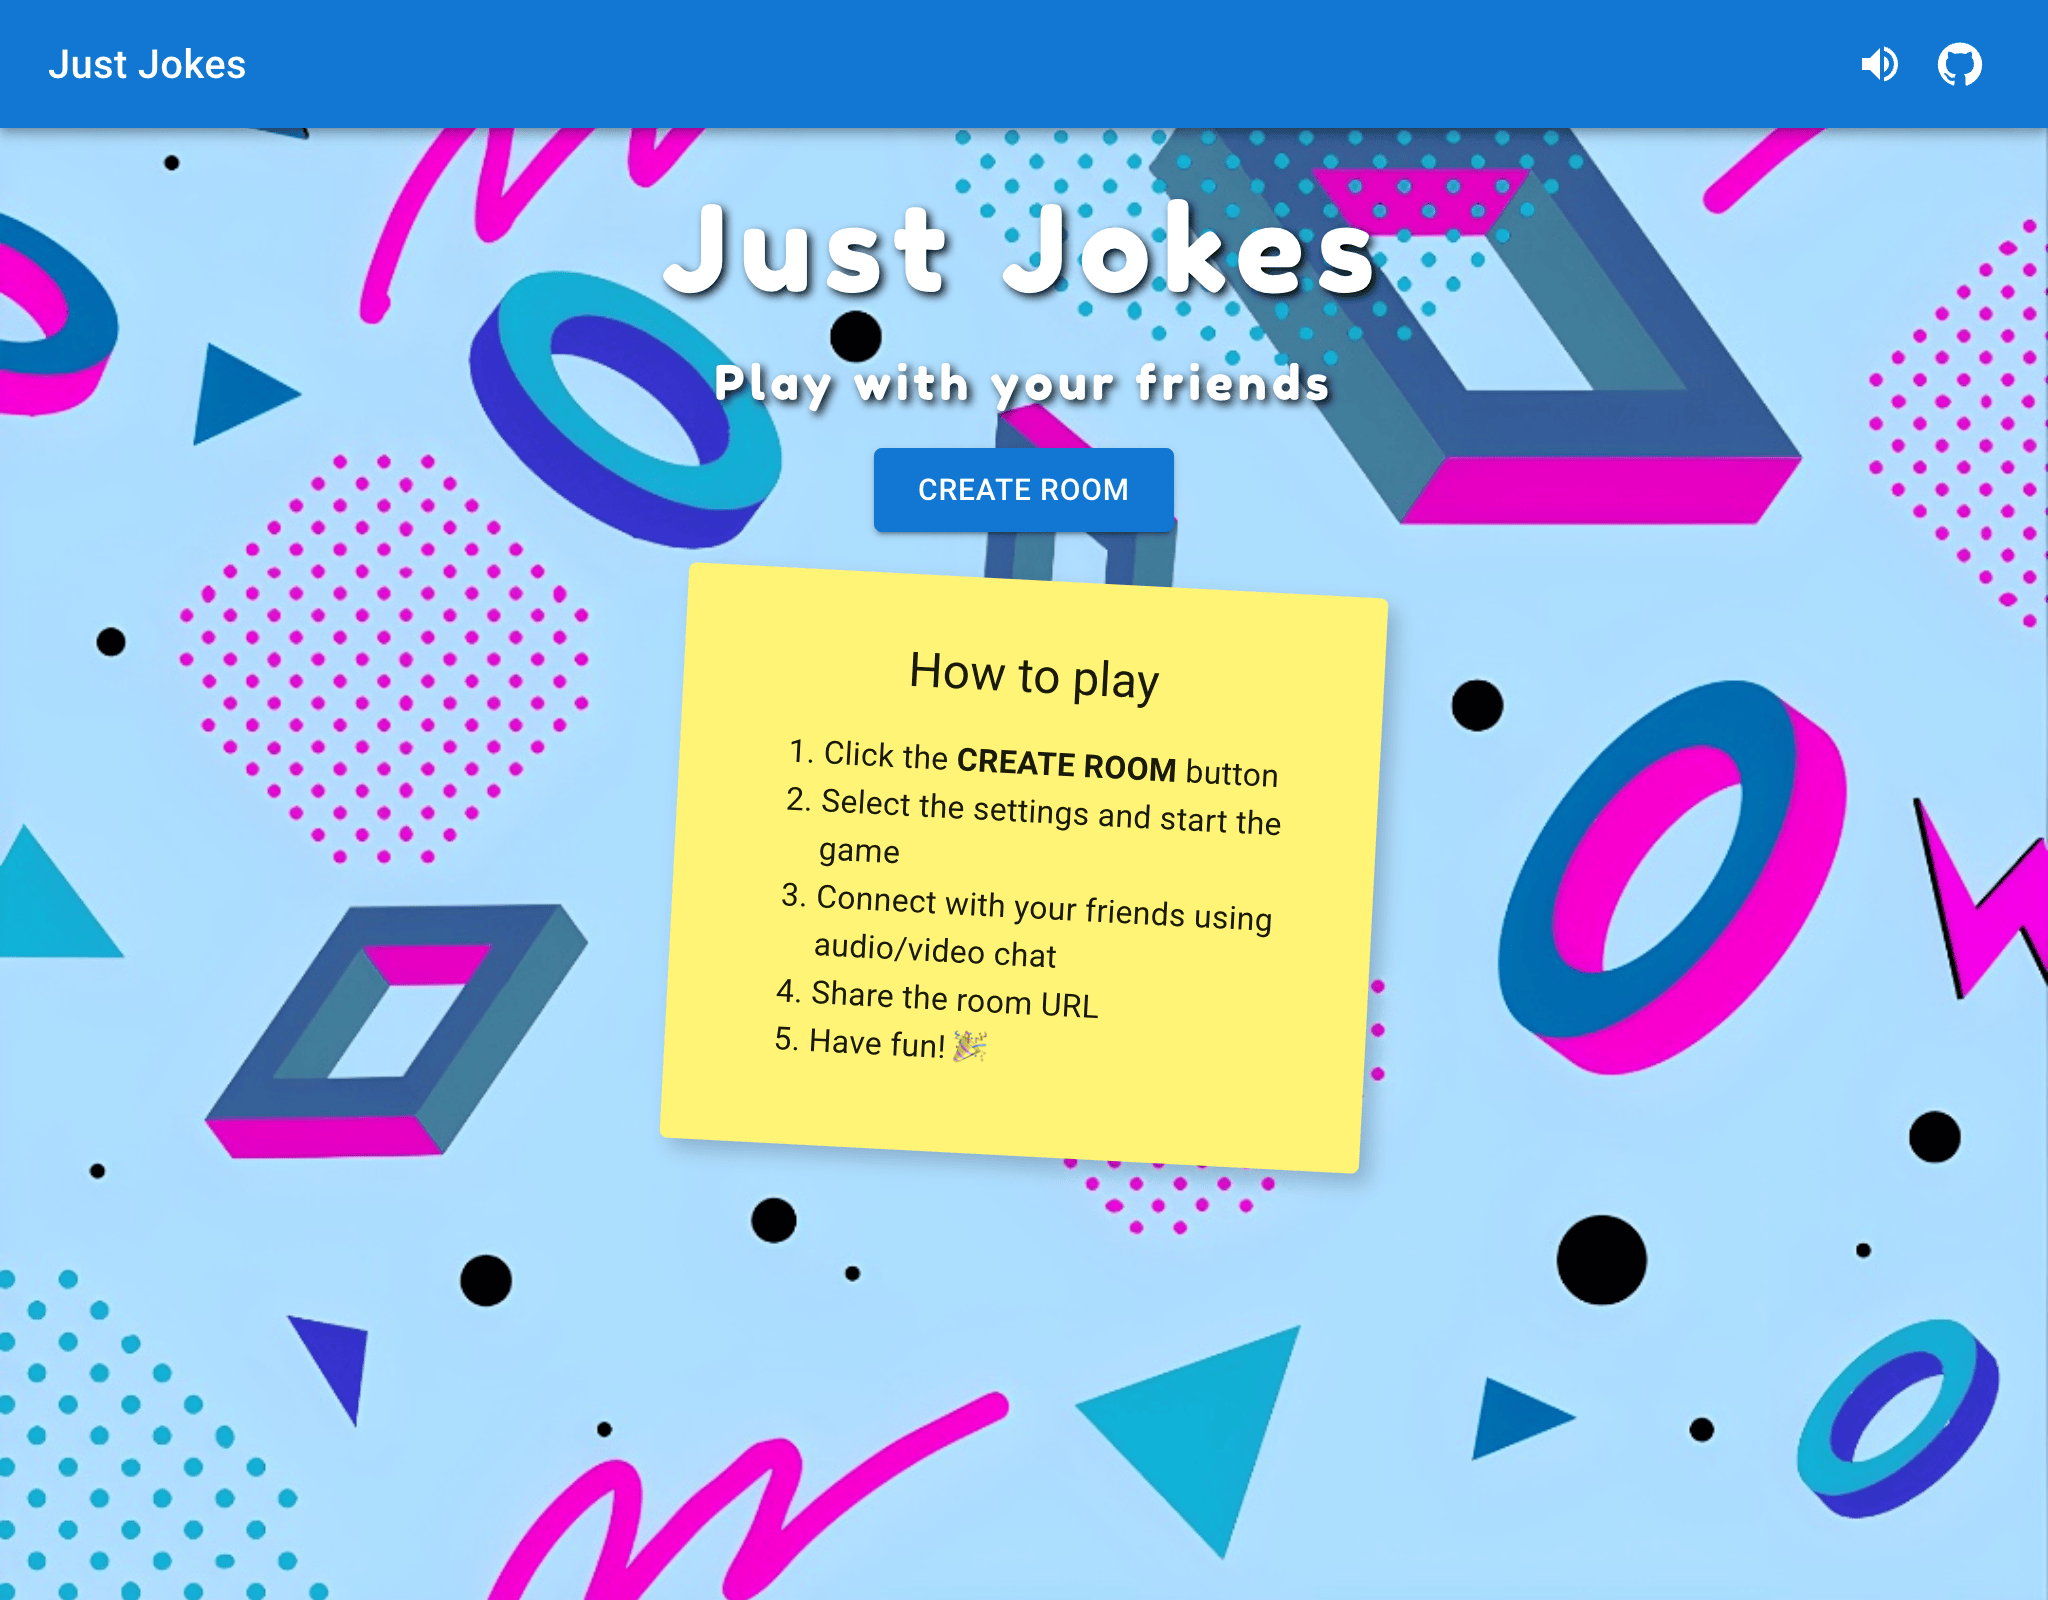 Just Jokes
Just Jokes
Play with your friends
CREATE ROOM
How to play
1. Click the CREATE ROOM button
2. Select the settings and start the
game
3. Connect with your friends using
audio/video chat
4. Share the room URL
5. Have fun! 🎉